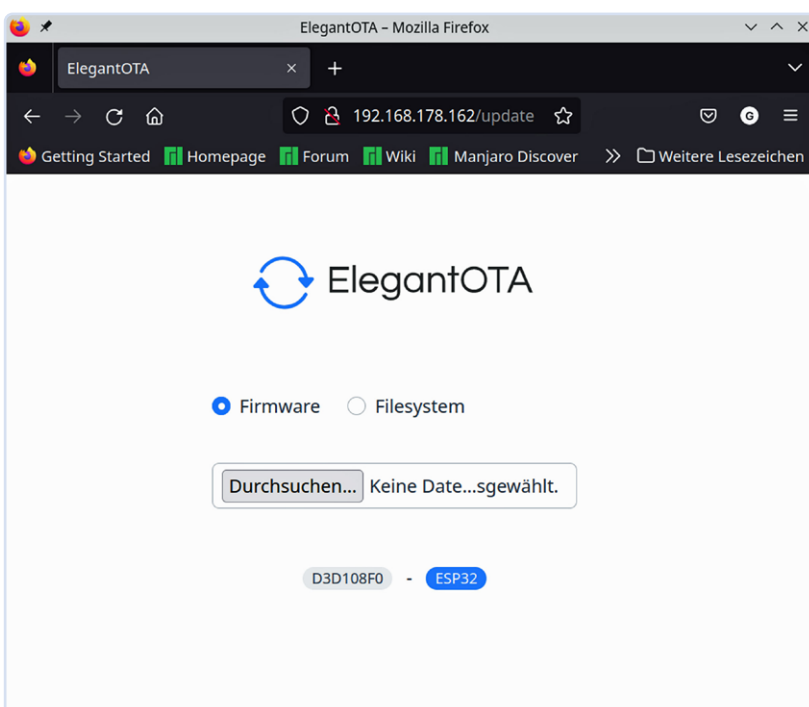 ElegantOTA – Mozilla Firefox
ElegantOTA
192.168.178.162/update
G
Getting Started Homepage Forum Wiki Manjaro Discover Weitere Lesezeichen
ElegantOTA
Firmware Filesystem
Durchsuchen... Keine Date...sgewählt.
D3D108F0 - ESP32